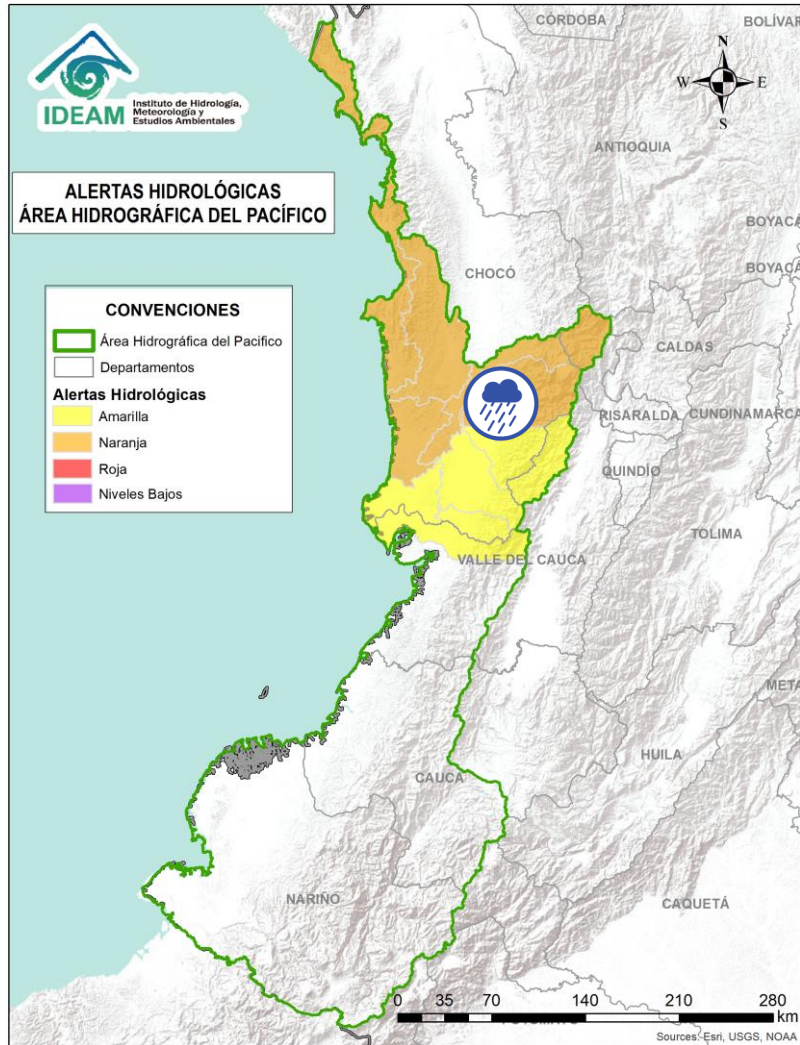 CÓRDOBA
BOLÍVAR
IDEAM
Instituto de Hidrología,
Meteorología y
Estudios Ambientales
N
W
E
S
ANTIOQUIA
ALERTAS HIDROLÓGICAS
ÁREA HIDROGRÁFICA DEL PACÍFICO
BOYACÁ
BOYACÁ
CHOCÓ
CONVENCIONES
Área Hidrográfica del Pacifico
Departamentos
Alertas Hidrológicas
Amarilla
Naranja
Roja
Niveles Bajos
CALDAS
RISARALDA
CUNDINAMARCA
QUINDÍO
TOLIMA
VALLE DEL CAUCA
META
HUILA
CAUCA
NARIÑO
CAQUETÁ
0 35 70 140 210 280
km
Sources: Esri, USGS, NOAA